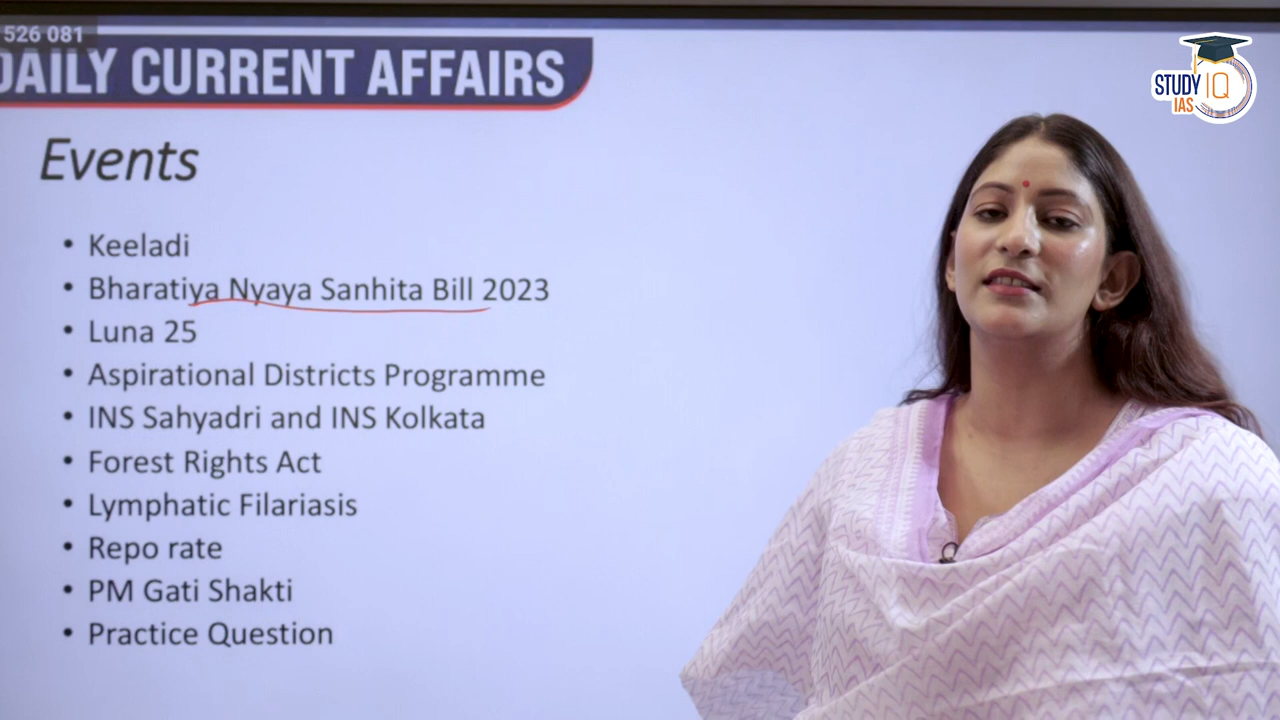 526 081
DAILY CURRENT AFFAIRS
STUDY IQ
IAS
Events
• Keeladi
• Bharatiya Nyaya Sanhita Bill 2023
• Luna 25
• Aspirational Districts Programme
• INS Sahyadri and INS Kolkata
• Forest Rights Act
• Lymphatic Filariasis
• Repo rate
• PM Gati Shakti
• Practice Question